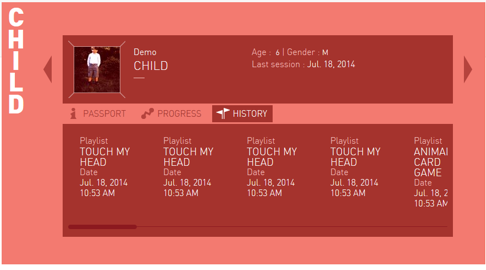 CHILD
Demo
CHILD
Age : 6 | Gender : M
Last session : Jul. 18, 2014
PASSPORT
PROGRESS
HISTORY
Playlist
TOUCH MY
HEAD
Date
Jul. 18, 2014
10:53 AM
Playlist
TOUCH MY
HEAD
Date
Jul. 18, 2014
10:53 AM
Playlist
TOUCH MY
HEAD
Date
Jul. 18, 2014
10:53 AM
Playlist
TOUCH MY
HEAD
Date
Jul. 18, 2014
10:53 AM
Playlist
ANIMAL
CARD
GAME
Date
Jul. 18, 2
10:53 AM